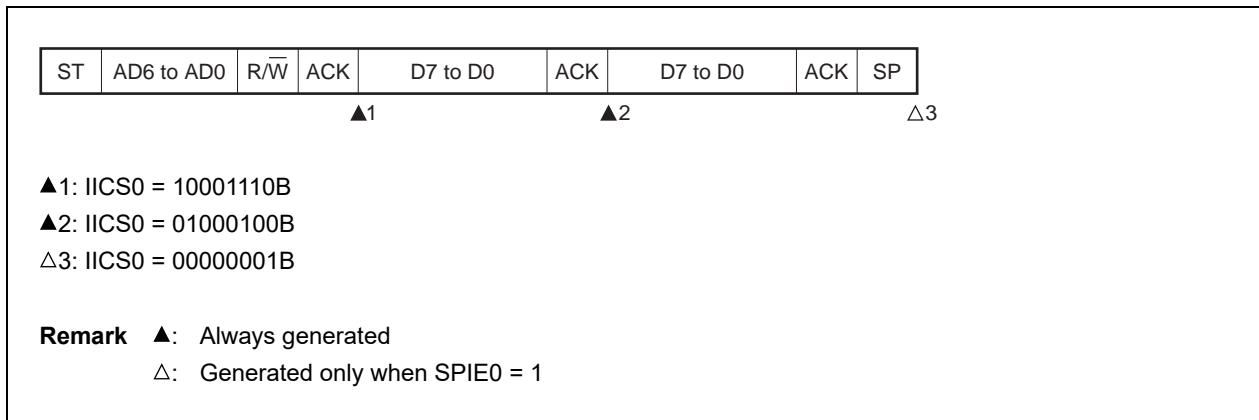 ST AD6 to AD0 R/W̅ ACK D7 to D0 ACK D7 to D0 ACK SP
▲1 ▲2 △3
▲1: IICS0 = 10001110B
▲2: IICS0 = 01000100B
△3: IICS0 = 00000001B
Remark ▲: Always generated
△: Generated only when SPIE0 = 1